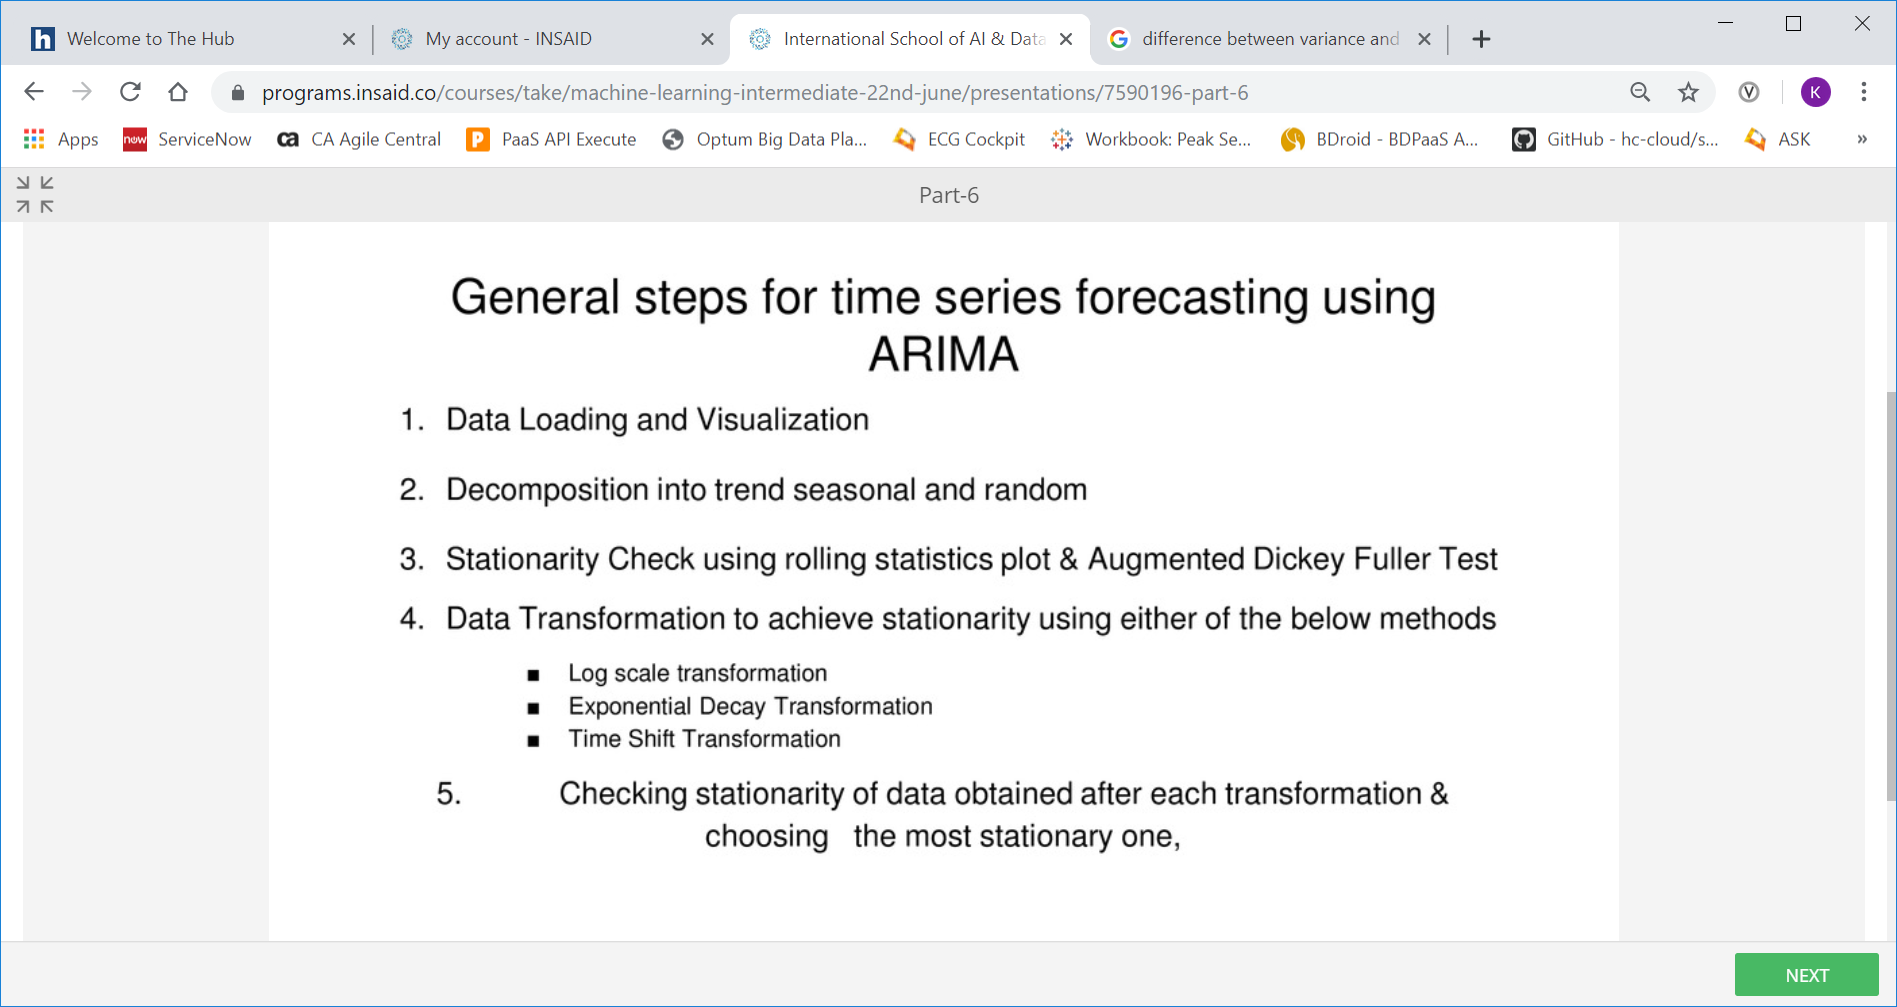 Welcome to The Hub
My account - INSAID
International School of AI & Data
difference between variance and
programs.insaid.co/courses/take/machine-learning-intermediate-22nd-june/presentations/7590196-part-6
K
Apps
now ServiceNow
ca CA Agile Central
P PaaS API Execute
Optum Big Data Pla...
ECG Cockpit
Workbook: Peak Se...
BDroid - BDPaaS A...
GitHub - hc-cloud/s...
ASK
»
Part-6
General steps for time series forecasting using
ARIMA
1. Data Loading and Visualization
2. Decomposition into trend seasonal and random
3. Stationarity Check using rolling statistics plot & Augmented Dickey Fuller Test
4. Data Transformation to achieve stationarity using either of the below methods
■ Log scale transformation
■ Exponential Decay Transformation
■ Time Shift Transformation
5. Checking stationarity of data obtained after each transformation &
choosing the most stationary one,
NEXT